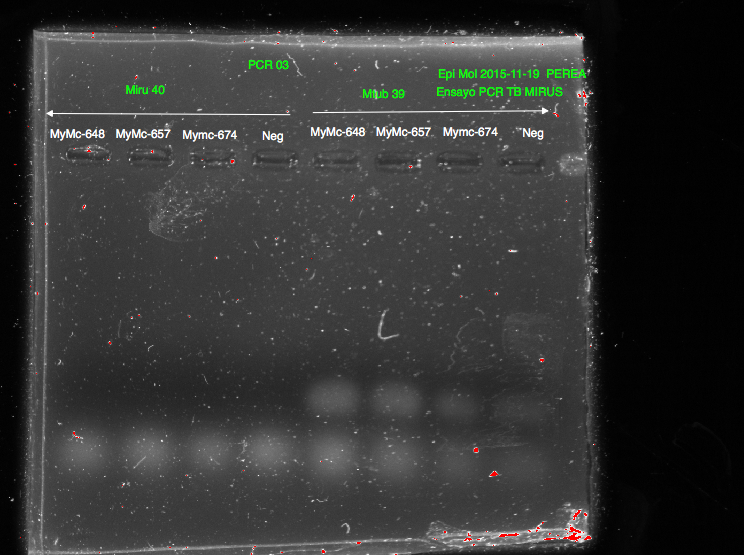 PCR 03
Epi Mol 2015-11-19 PEREA
Miru 40
Mtub 39
Ensayo PCR TB MIRUS
MyMc-648 MyMc-657 Mymc-674 Neg MyMc-648 MyMc-657 Mymc-674 Neg